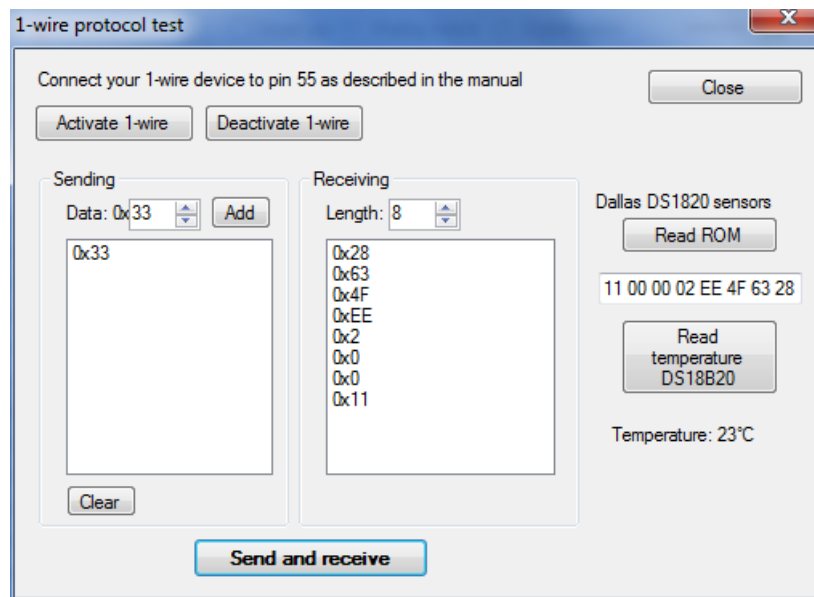 1-wire protocol test
X
Connect your 1-wire device to pin 55 as described in the manual
Close
Activate 1-wire
Deactivate 1-wire
Sending
Data: 0x 33
Add
0x33
Clear
Receiving
Length: 8
0x28
0x63
0x4F
0xEE
0x2
0x0
0x0
0x11
Dallas DS1820 sensors
Read ROM
11 00 00 02 EE 4F 63 28
Read
temperature
DS18B20
Temperature: 23°C
Send and receive